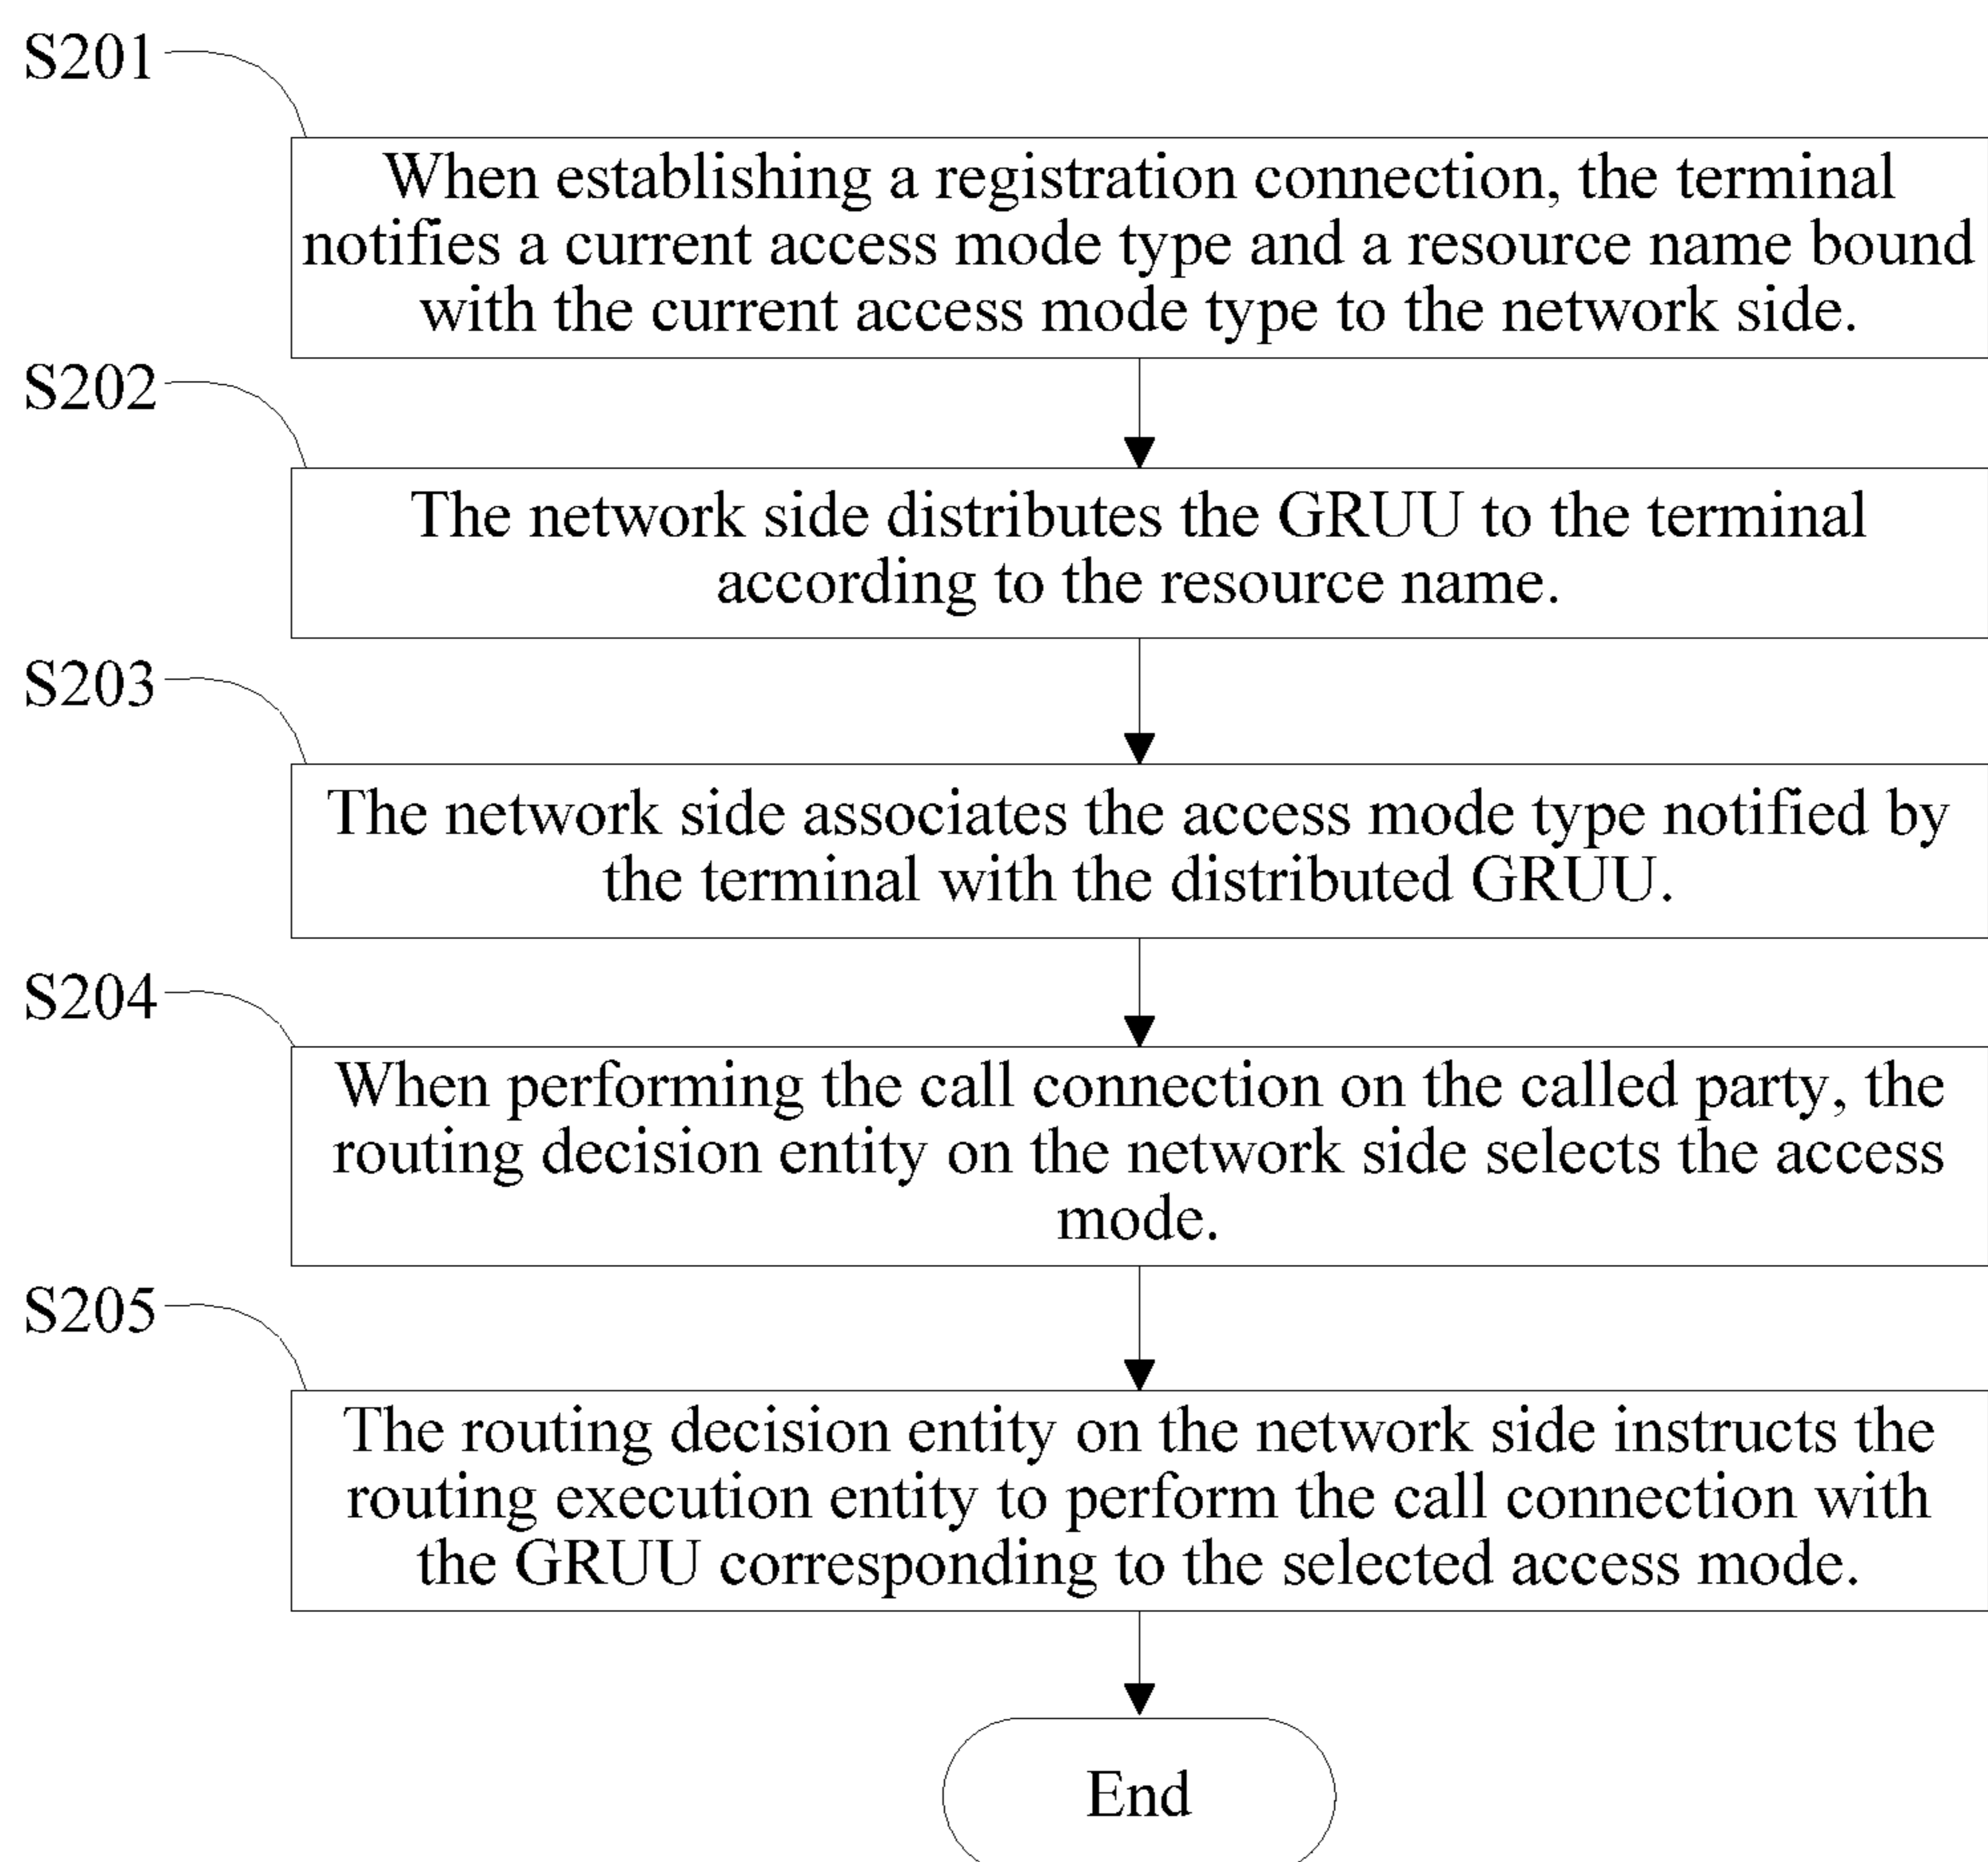 S201
When establishing a registration connection, the terminal
notifies a current access mode type and a resource name bound
with the current access mode type to the network side.
S202
The network side distributes the GRUU to the terminal
according to the resource name.
S203
The network side associates the access mode type notified by
the terminal with the distributed GRUU.
S204
When performing the call connection on the called party, the
routing decision entity on the network side selects the access
mode.
S205
The routing decision entity on the network side instructs the
routing execution entity to perform the call connection with
the GRUU corresponding to the selected access mode.
End